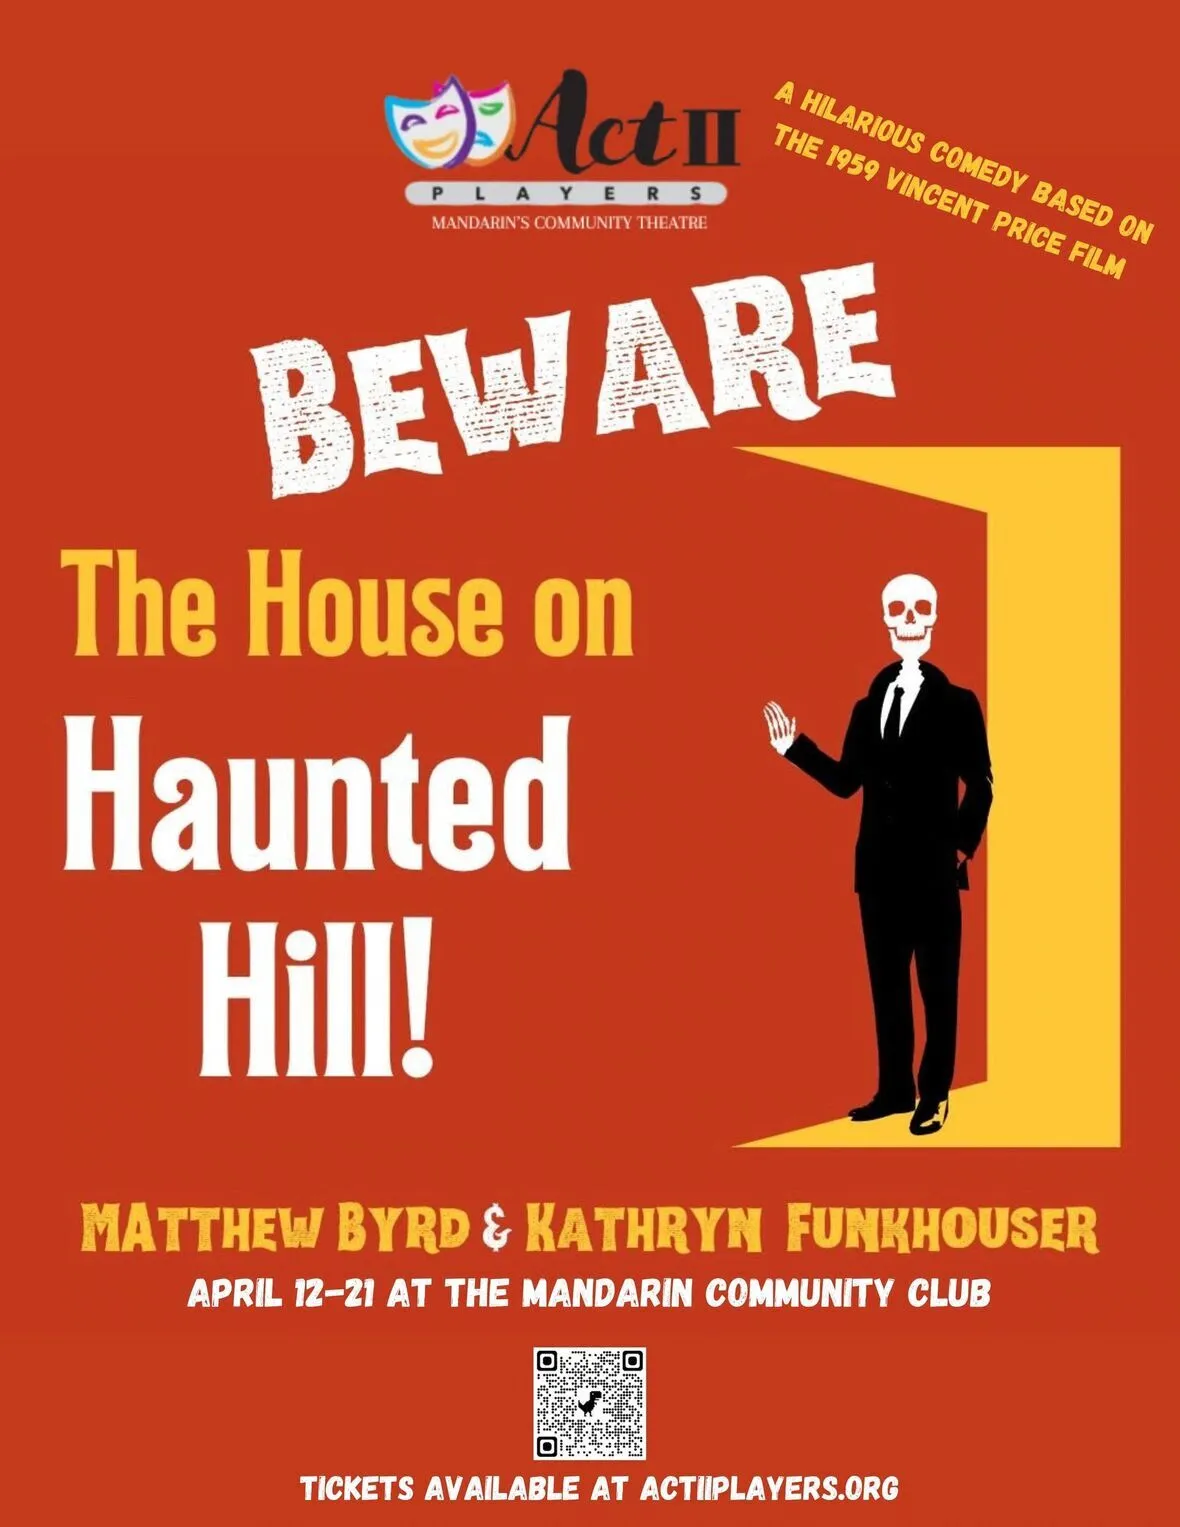 Act II
PLAYERS
MANDARIN'S COMMUNITY THEATRE
A HILARIOUS COMEDY BASED ON
THE 1959 VINCENT PRICE FILM
BEWARE
The House on
Haunted
Hill!
MATTHEW BYRD & KATHRYN FUNKHOUSER
APRIL 12-21 AT THE MANDARIN COMMUNITY CLUB
TICKETS AVAILABLE AT ACTIIPLAYERS.ORG